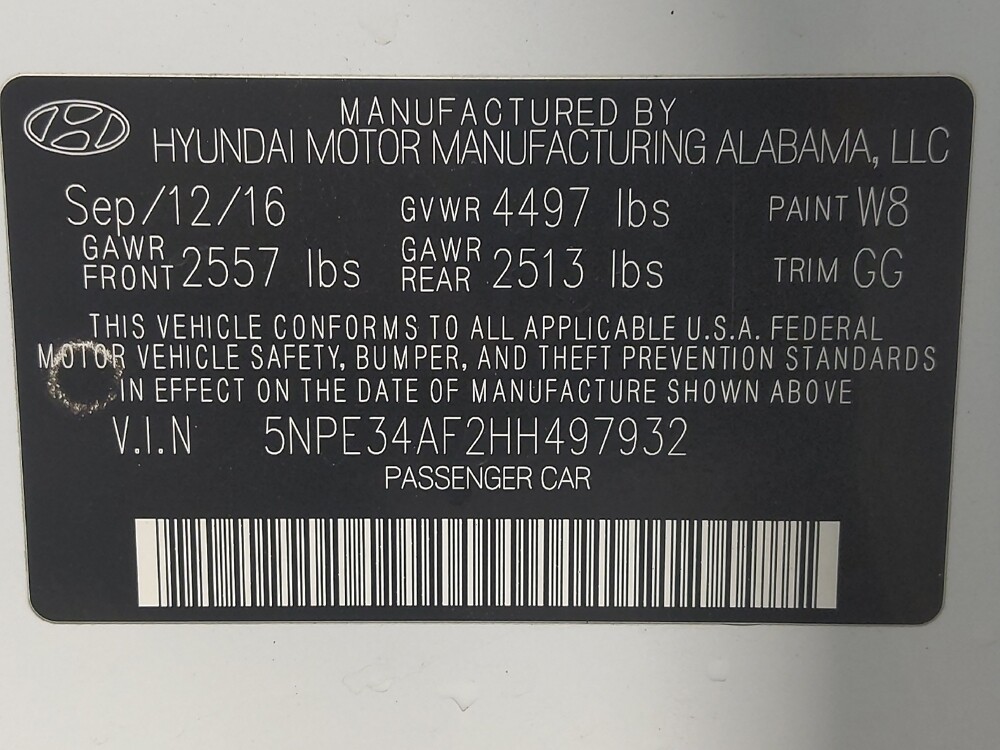 MANUFACTURED BY
HYUNDAI MOTOR MANUFACTURING ALABAMA, LLC
Sep/12/16 GVWR 4497 lbs PAINT W8
GAWR FRONT 2557 lbs GAWR REAR 2513 lbs TRIM GG
THIS VEHICLE CONFORMS TO ALL APPLICABLE U.S.A. FEDERAL
MOTOR VEHICLE SAFETY, BUMPER, AND THEFT PREVENTION STANDARDS
IN EFFECT ON THE DATE OF MANUFACTURE SHOWN ABOVE
V.I.N 5NPE34AF2HH497932
PASSENGER CAR